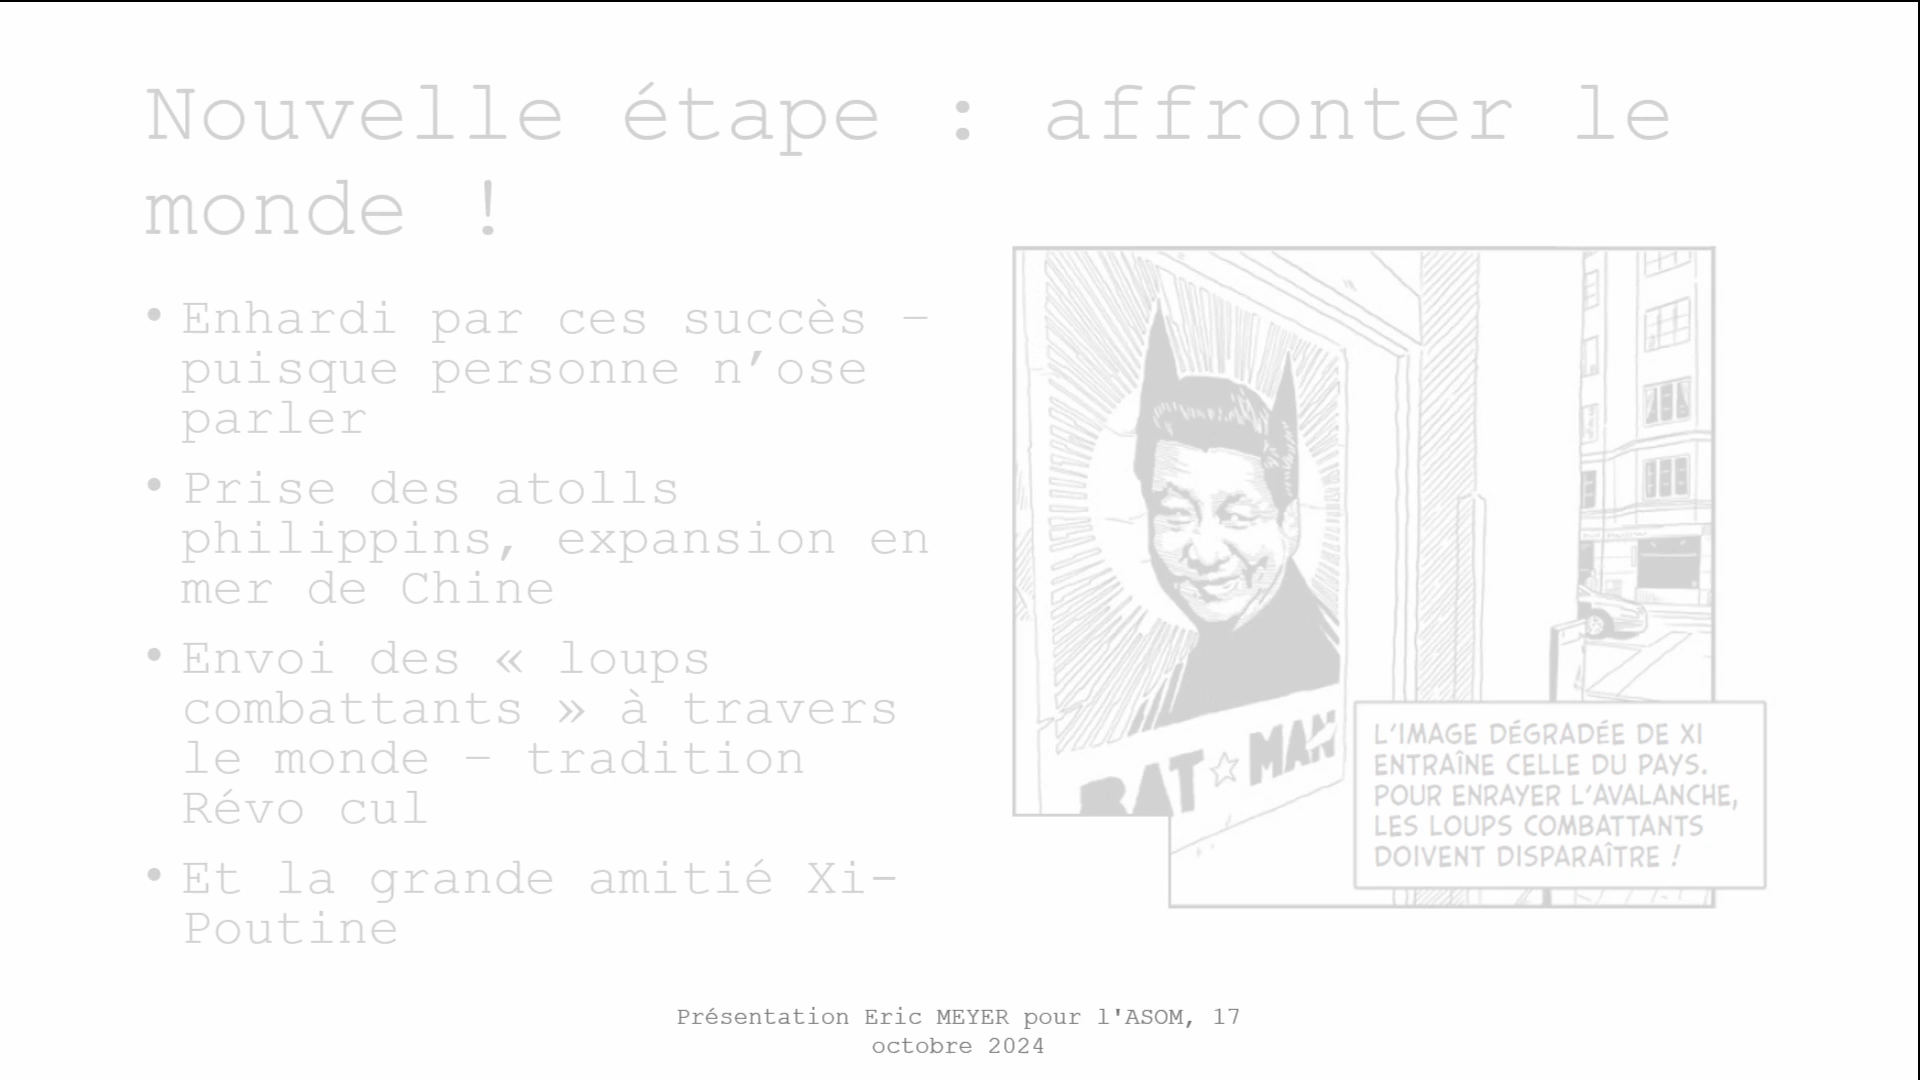 Nouvelle étape : affronter le
monde !
• Enhardi par ces succès –
puisque personne n’ose
parler
• Prise des atolls
philippins, expansion en
mer de Chine
• Envoi des « loups
combattants » à travers
le monde – tradition
Révo cul
• Et la grande amitié Xi-
Poutine
BAT☆MAN
L’IMAGE DÉGRADÉE DE XI
ENTRAÎNE CELLE DU PAYS.
POUR ENRAYER L’AVALANCHE,
LES LOUPS COMBATTANTS
DOIVENT DISPARAÎTRE !
Présentation Eric MEYER pour l'ASOM, 17
octobre 2024